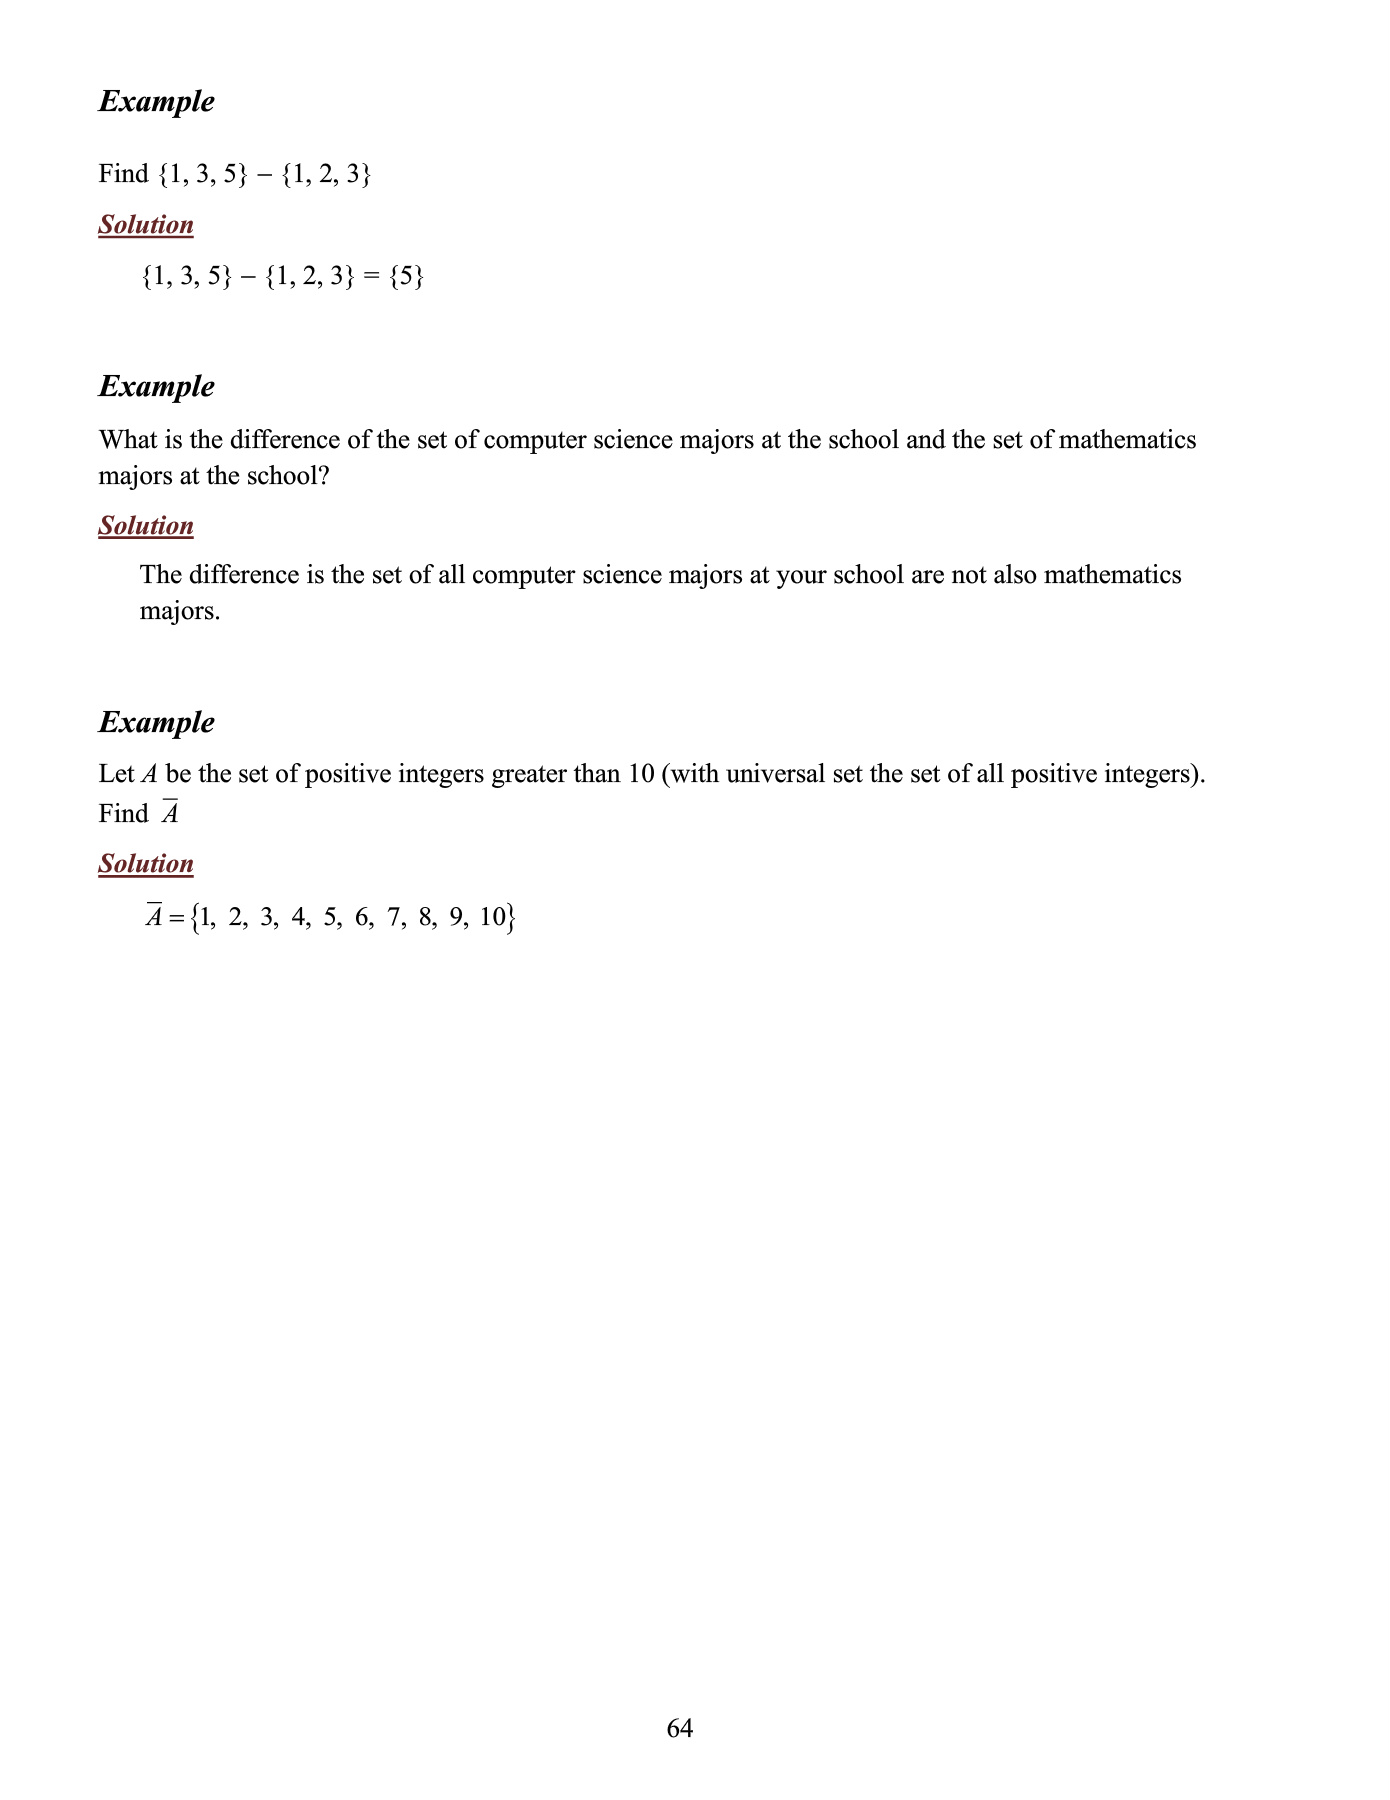 Example
Find {1, 3, 5} – {1, 2, 3}
Solution
{1, 3, 5} – {1, 2, 3} = {5}
Example
What is the difference of the set of computer science majors at the school and the set of mathematics
majors at the school?
Solution
The difference is the set of all computer science majors at your school are not also mathematics
majors.
Example
Let A be the set of positive integers greater than 10 (with universal set the set of all positive integers).
Find A̅
Solution
A̅ = {1, 2, 3, 4, 5, 6, 7, 8, 9, 10}
64